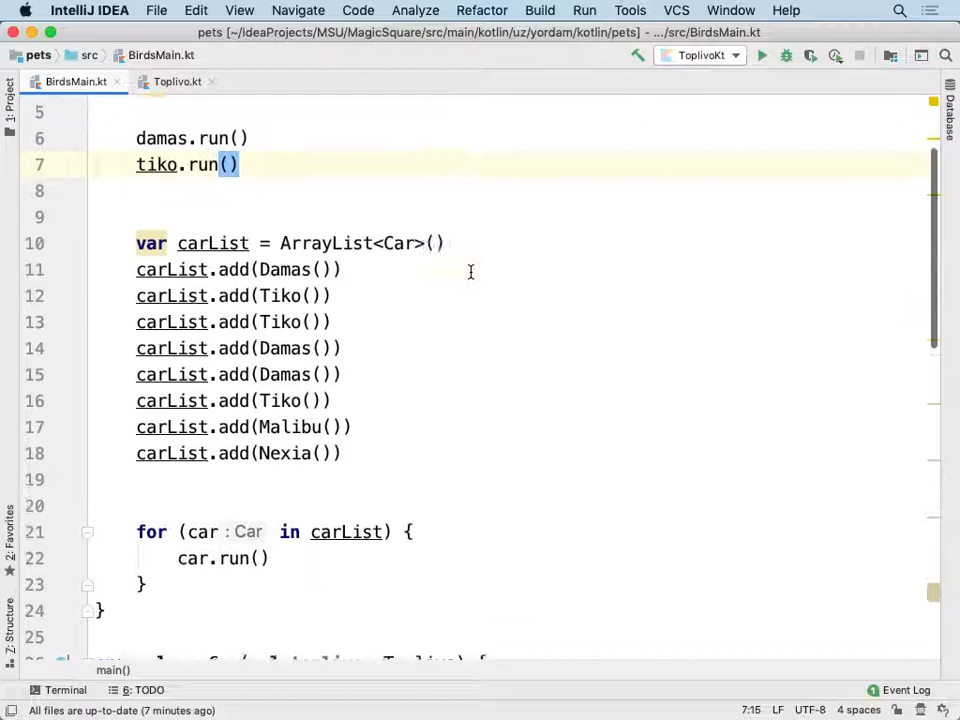 IntelliJ IDEA File Edit View Navigate Code Analyze Refactor Build Run Tools VCS Window Help
pets [~/IdeaProjects/MSU/MagicSquare/src/main/kotlin/uz/yordam/kotlin/pets] - .../src/BirdsMain.kt
pets src BirdsMain.kt ToplivoKt
BirdsMain.kt Toplivo.kt
1: Project
Database
5
6 damas.run()
7 tiko.run()
8
9
10 var carList = ArrayList<Car>()
11 carList.add(Damas())
12 carList.add(Tiko())
13 carList.add(Tiko())
14 carList.add(Damas())
15 carList.add(Damas())
16 carList.add(Tiko())
17 carList.add(Malibu())
18 carList.add(Nexia())
19
20
21 for (car : Car in carList) {
22 car.run()
23 }
24 }
25
2: Favorites
7: Structure
main()
Terminal 6: TODO 1 Event Log
All files are up-to-date (7 minutes ago) 7:15 LF UTF-8 4 spaces